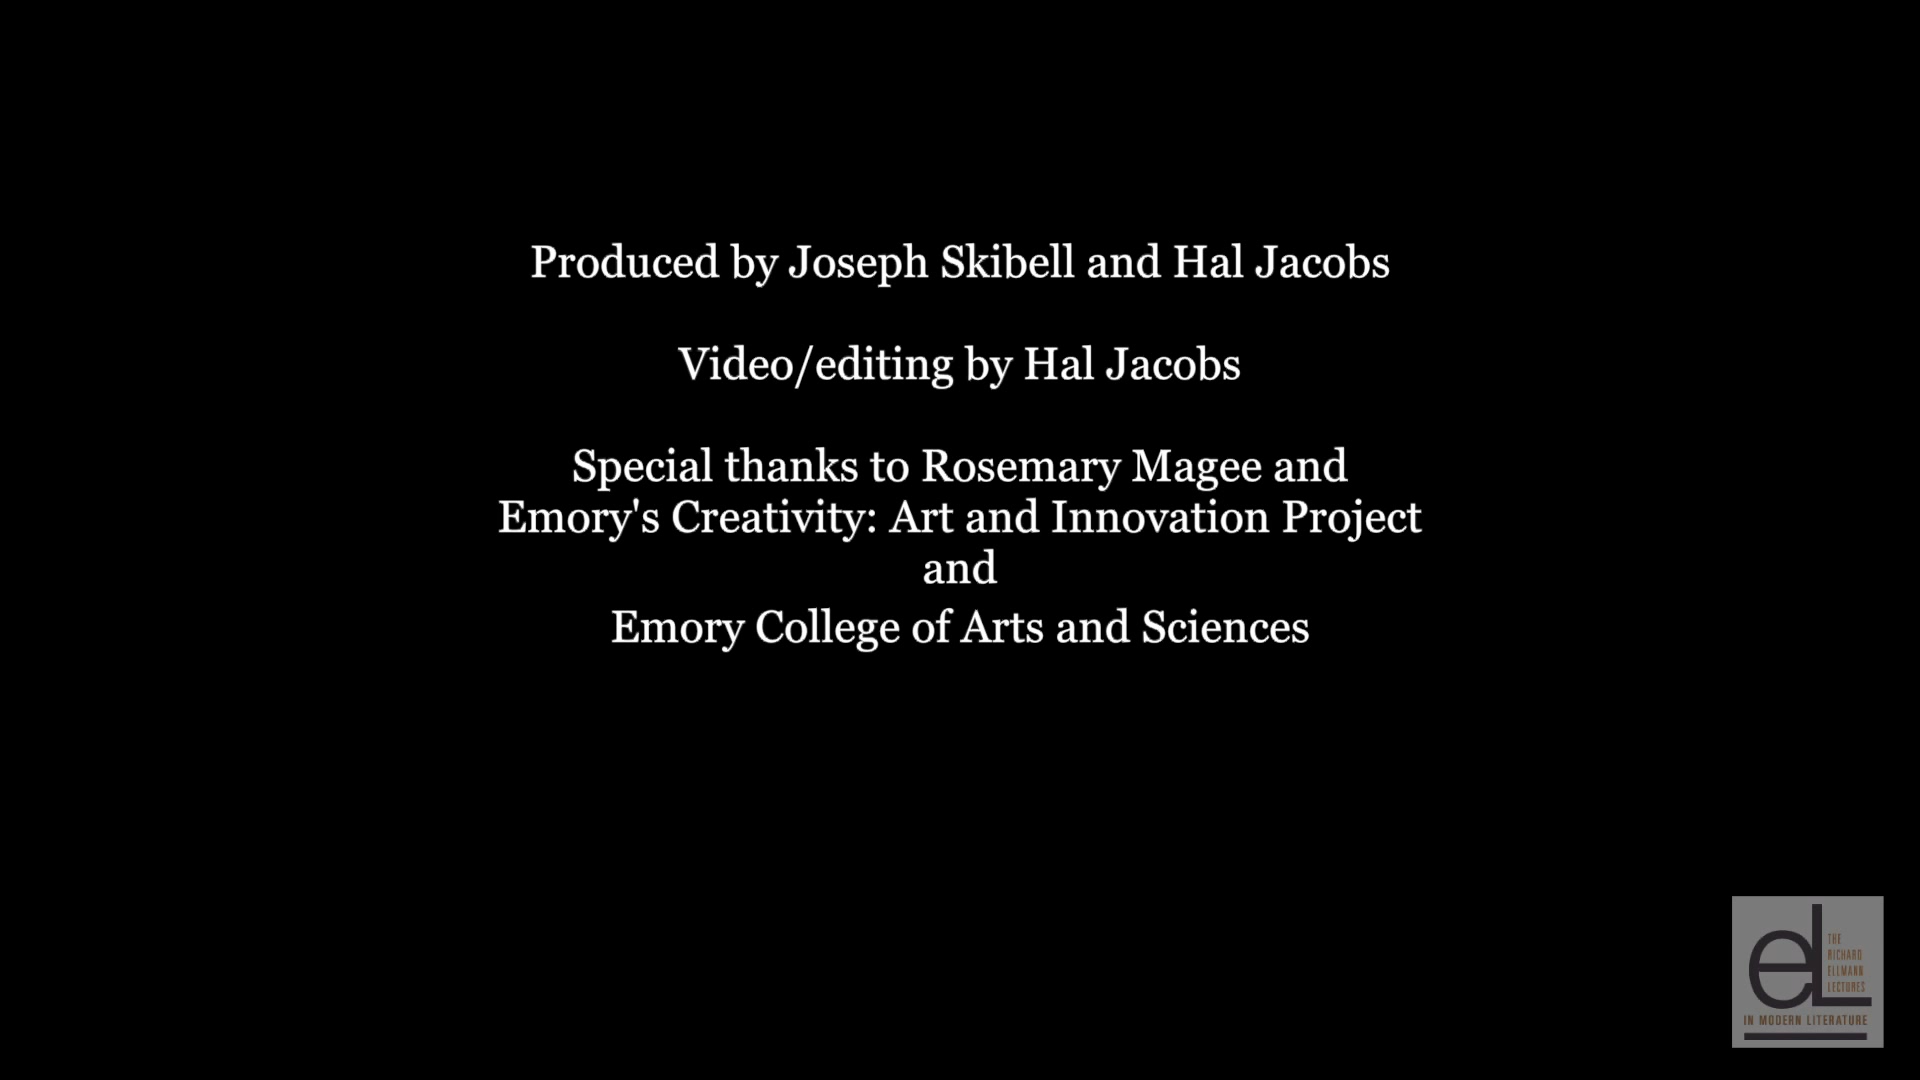 Produced by Joseph Skibell and Hal Jacobs
Video/editing by Hal Jacobs
Special thanks to Rosemary Magee and
Emory's Creativity: Art and Innovation Project
and
Emory College of Arts and Sciences
eL
THE
RICHARD
ELLMANN
LECTURES
IN MODERN LITERATURE